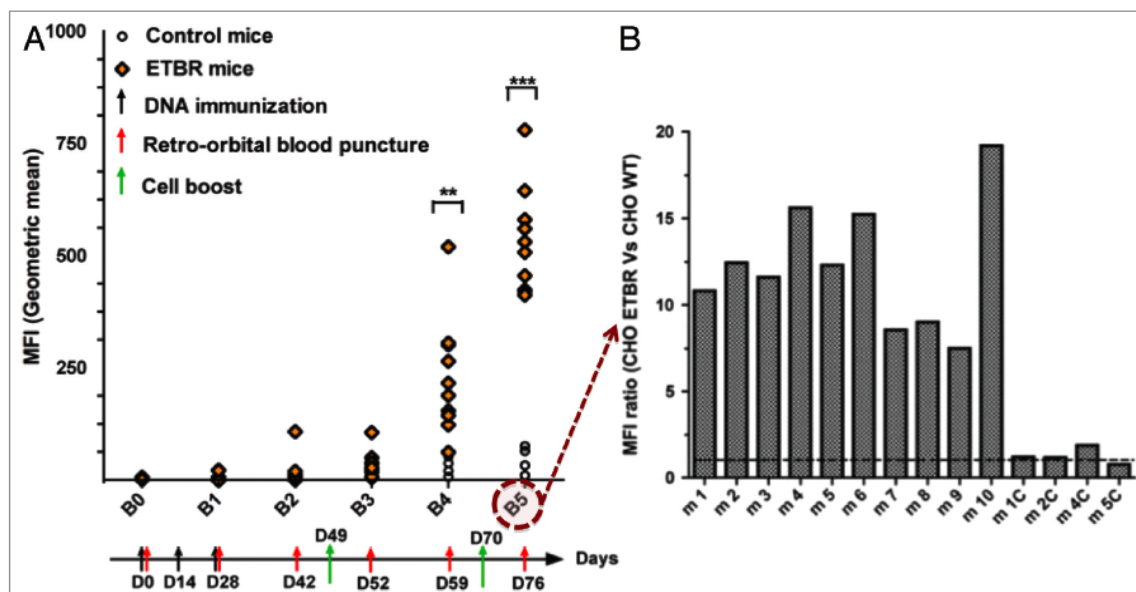 A
1000
Control mice
ETBR mice
DNA immunization
Retro-orbital blood puncture
Cell boost
750
500
250
MFI (Geometric mean)
**
***
B0
B1
B2
B3
B4
B5
D49
D70
Days
D0
D14
D28
D42
D52
D59
D76
B
MFI ratio (CHO ETBR Vs CHO WT)
20
15
10
5
0
m 1
m 2
m 3
m 4
m 5
m 6
m 7
m 8
m 9
m 10
m 1C
m 2C
m 4C
m 5C